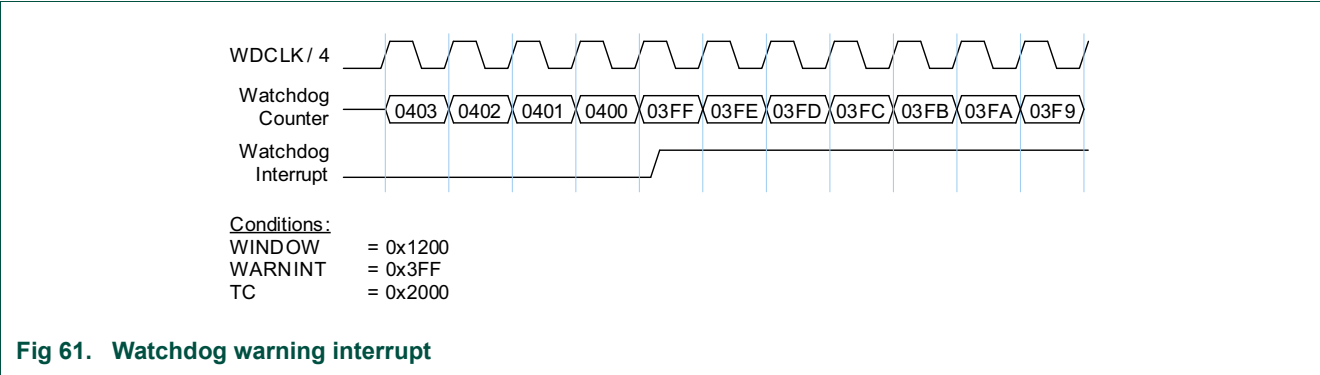 WDCLK / 4
Watchdog
Counter
0403 0402 0401 0400 03FF 03FE 03FD 03FC 03FB 03FA 03F9
Watchdog
Interrupt
Conditions:
WINDOW = 0x1200
WARNINT = 0x3FF
TC = 0x2000
Fig 61. Watchdog warning interrupt